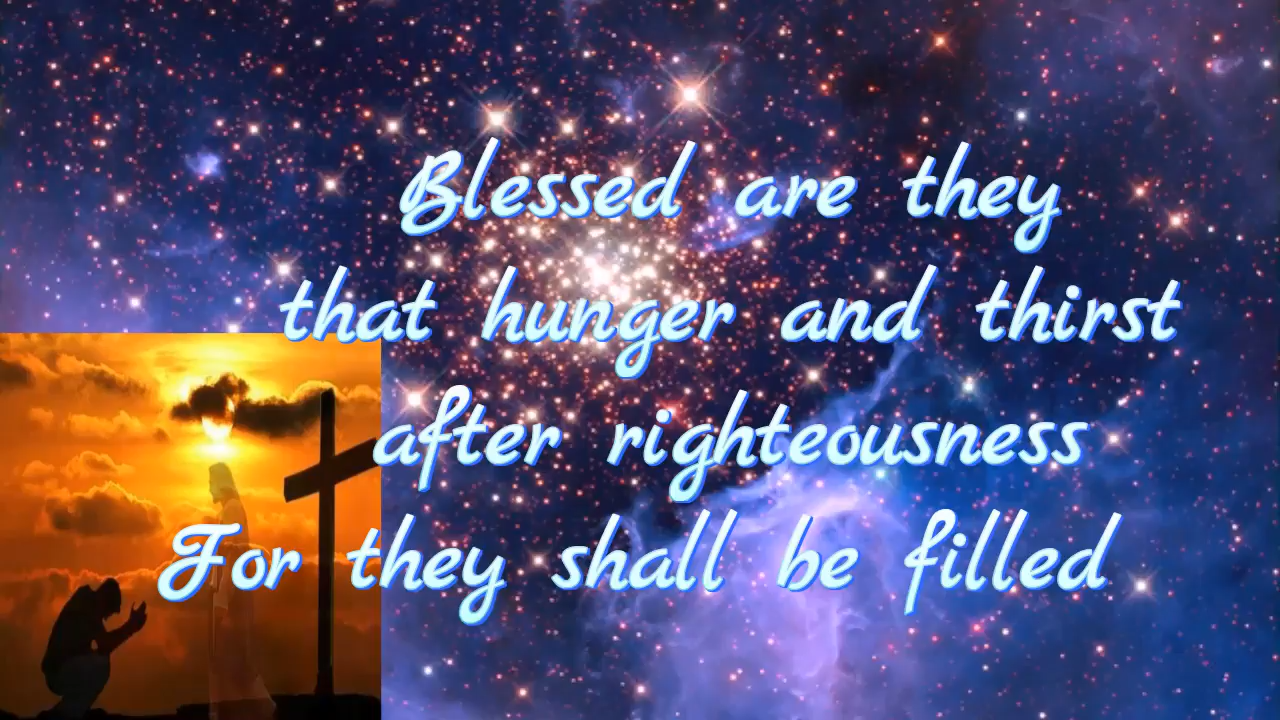 Blessed are they
that hunger and thirst
after righteousness
For they shall be filled